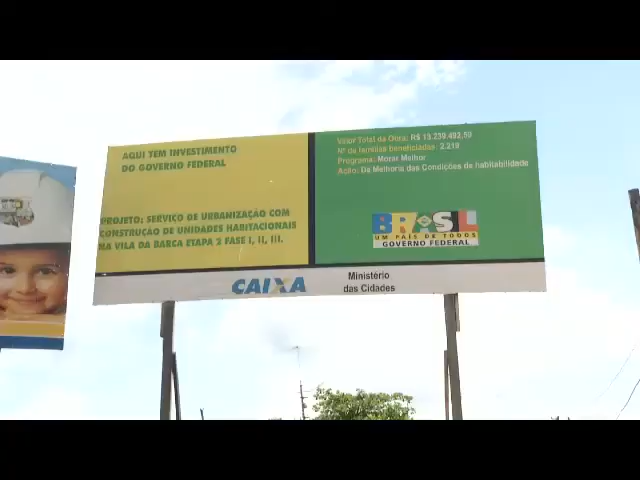 AQUI TEM INVESTIMENTO
DO GOVERNO FEDERAL
PROJETO: SERVIÇO DE URBANIZAÇÃO COM
CONSTRUÇÃO DE UNIDADES HABITACIONAIS
NA VILA DA BARCA ETAPA 2 FASE I, II, III.
Valor Total da Obra: R$ 13.239.492,50
Nº de famílias beneficiadas: 2.219
Programa: Morar Melhor
Ação: Da Melhoria das Condições de habitabilidade
BRASIL
UM PAÍS DE TODOS
GOVERNO FEDERAL
CAIXA
Ministério
das Cidades